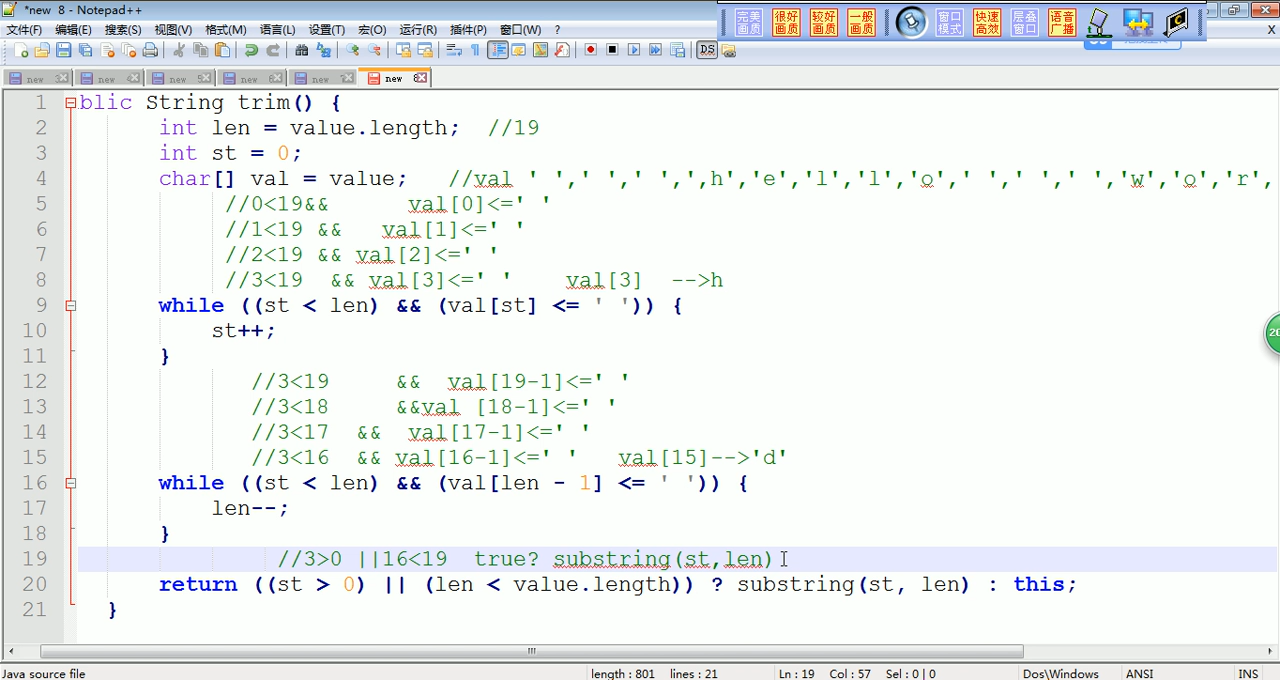 *new  8 - Notepad++
完美画质 很好画质 较好画质 一般画质 窗口模式 快速高效 层叠窗口 语音广播
文件(F) 编辑(E) 搜索(S) 视图(V) 格式(M) 语言(L) 设置(T) 宏(O) 运行(R) 插件(P) 窗口(W) ? X
new 3 new 4 new 5 new 6 new 7 new 8
1 blic String trim() {
2 int len = value.length;  //19
3 int st = 0;
4 char[] val = value;   //val ' ',' ',' ',',h','e','l','l','o',' ',' ',' ','w','o','r',
5 //0<19&&      val[0]<=' '
6 //1<19 &&   val[1]<=' '
7 //2<19 && val[2]<=' '
8 //3<19  && val[3]<=' '    val[3]  -->h
9 while ((st < len) && (val[st] <= ' ')) {
10 st++;
11 }
12 //3<19     &&  val[19-1]<=' '
13 //3<18     &&val [18-1]<=' '
14 //3<17  &&  val[17-1]<=' '
15 //3<16  && val[16-1]<=' '   val[15]-->'d'
16 while ((st < len) && (val[len - 1] <= ' ')) {
17 len--;
18 }
19 //3>0 ||16<19  true? substring(st,len)
20 return ((st > 0) || (len < value.length)) ? substring(st, len) : this;
21 }
Java source file length : 801 lines : 21 Ln : 19 Col : 57 Sel : 0 | 0 Dos\Windows ANSI INS